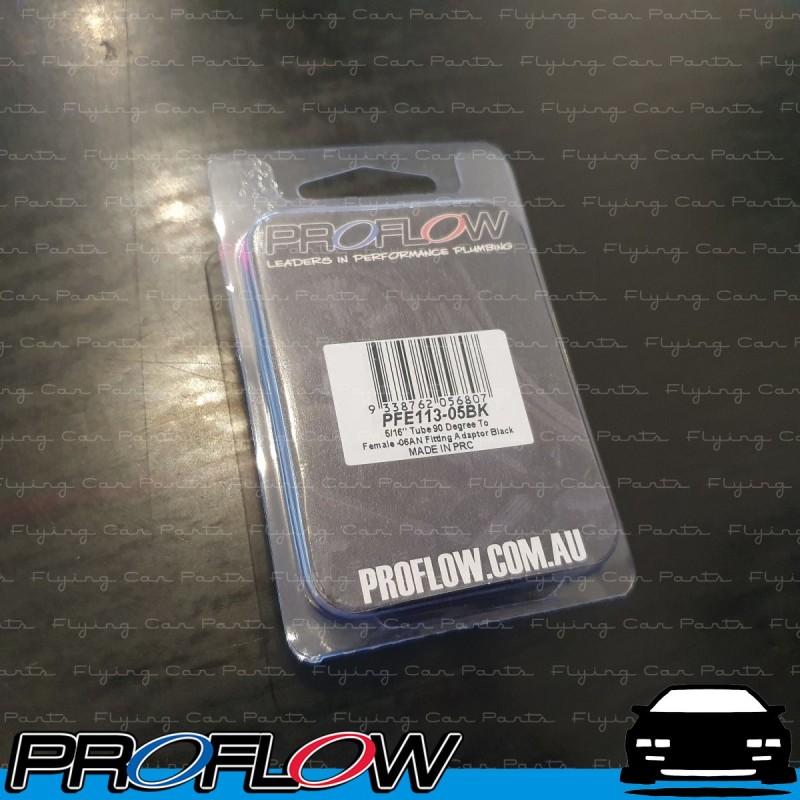 PROFLOW
LEADERS IN PERFORMANCE PLUMBING
9 338762 056807
PFE113-05BK
5/16" Tube 90 Degree To
Female -06AN Fitting Adaptor Black
MADE IN PRC
PROFLOW.COM.AU
Flying Car Parts
PROFLOW